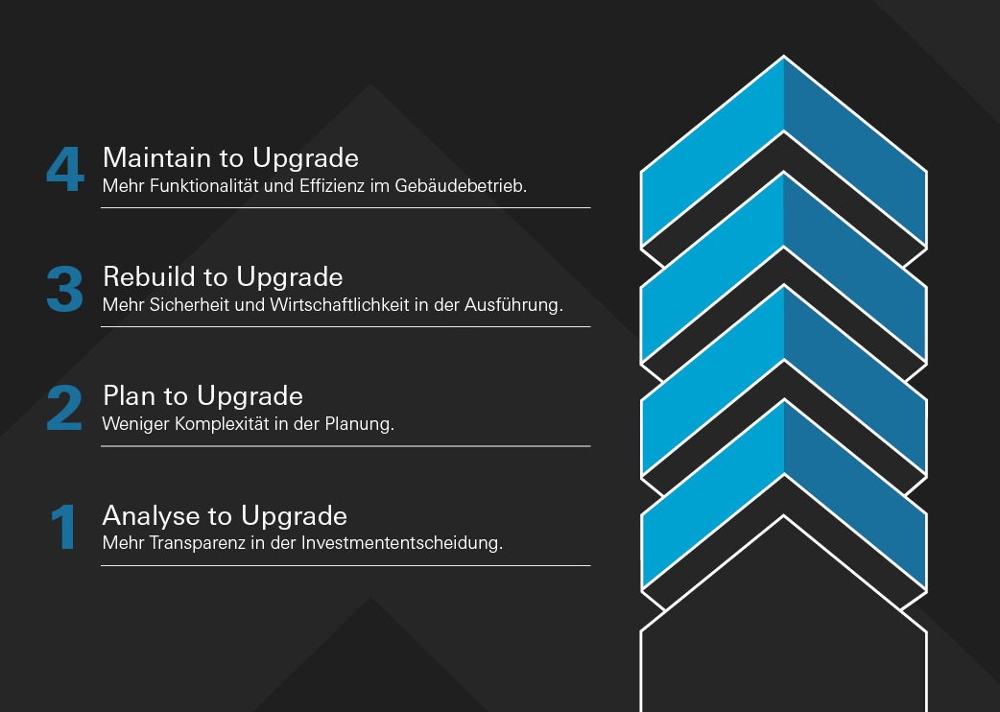 4
Maintain to Upgrade
Mehr Funktionalität und Effizienz im Gebäudebetrieb.
3
Rebuild to Upgrade
Mehr Sicherheit und Wirtschaftlichkeit in der Ausführung.
2
Plan to Upgrade
Weniger Komplexität in der Planung.
1
Analyse to Upgrade
Mehr Transparenz in der Investmententscheidung.